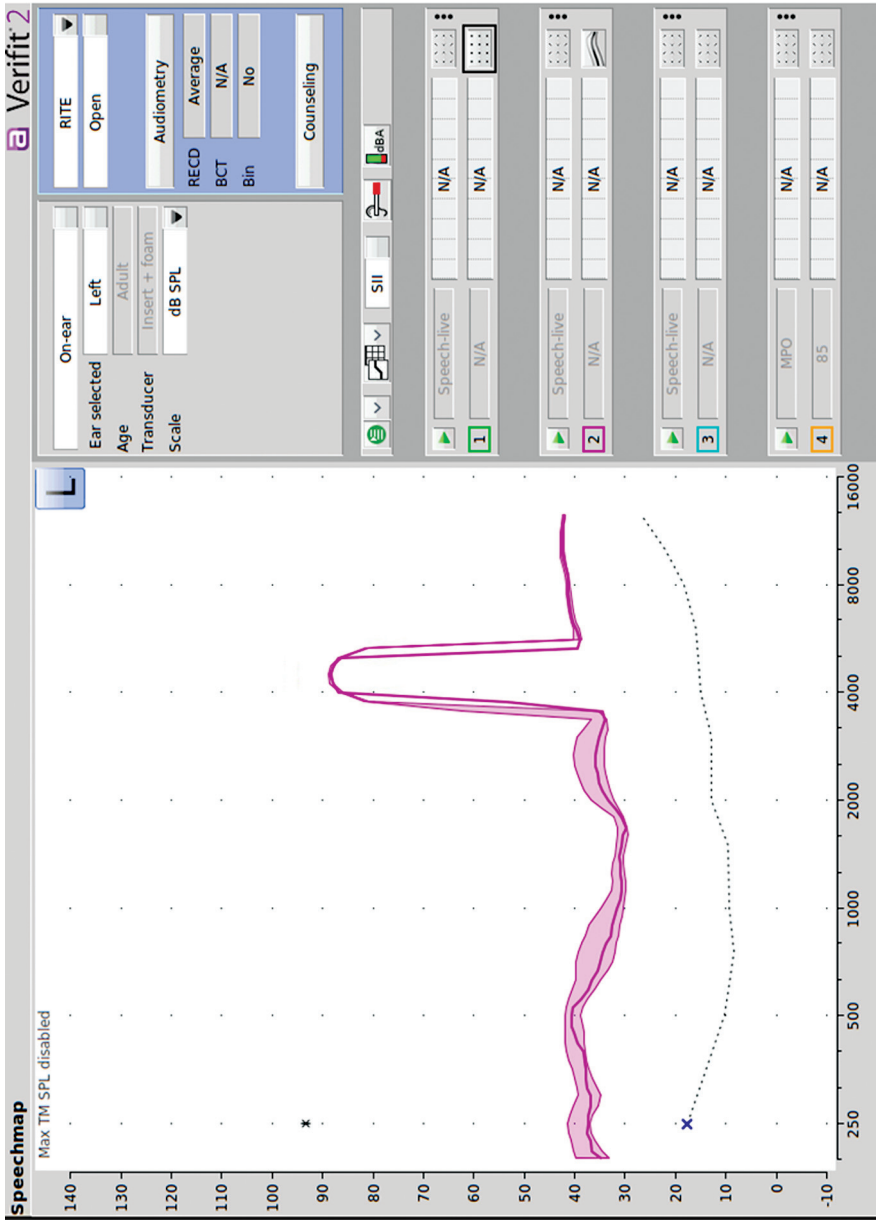 Speechmap
a Verifit® 2
Max TM SPL disabled
L
140
130
120
110
100
90
80
70
60
50
40
30
20
10
0
-10
250
500
1000
2000
4000
8000
16000
On-ear
Ear selected Left
Age Adult
Transducer Insert + foam
Scale dB SPL
RITE
Open
Audiometry
RECD Average
BCT N/A
Bin No
Counseling
SII
dBA
Speech-live N/A
1 N/A N/A
Speech-live N/A
2 N/A N/A
Speech-live N/A
3 N/A N/A
MPO N/A
4 85 N/A